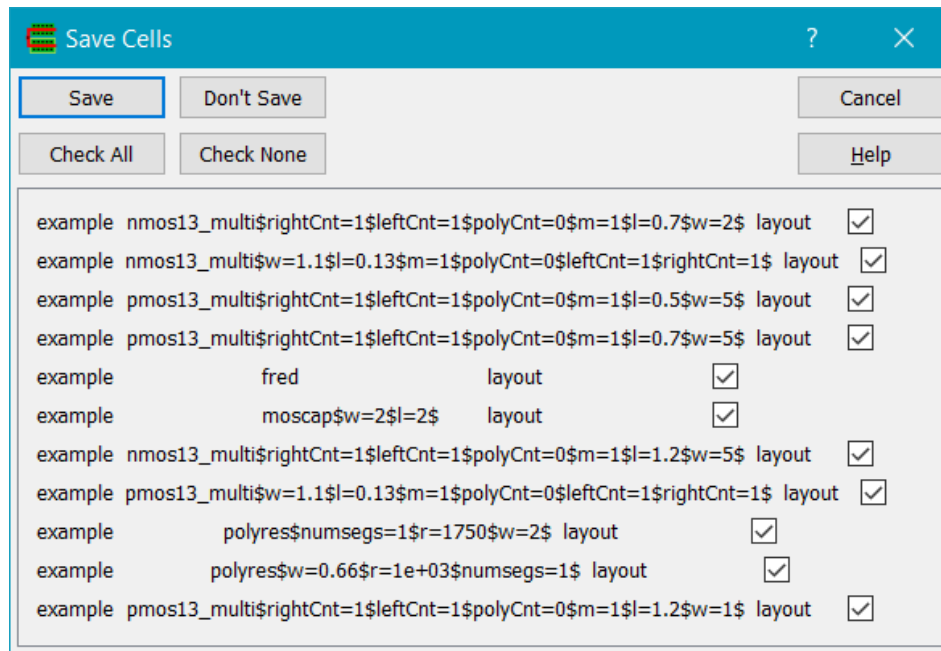 Save Cells ?
Save Don't Save Cancel
Check All Check None Help
example nmos13_multi$rightCnt=1$leftCnt=1$polyCnt=0$m=1$l=0.7$w=2$ layout
example nmos13_multi$w=1.1$l=0.13$m=1$polyCnt=0$leftCnt=1$rightCnt=1$ layout
example pmos13_multi$rightCnt=1$leftCnt=1$polyCnt=0$m=1$l=0.5$w=5$ layout
example pmos13_multi$rightCnt=1$leftCnt=1$polyCnt=0$m=1$l=0.7$w=5$ layout
example fred layout
example moscap$w=2$l=2$ layout
example nmos13_multi$rightCnt=1$leftCnt=1$polyCnt=0$m=1$l=1.2$w=5$ layout
example pmos13_multi$w=1.1$l=0.13$m=1$polyCnt=0$leftCnt=1$rightCnt=1$ layout
example polyres$numsegs=1$r=1750$w=2$ layout
example polyres$w=0.66$r=1e+03$numsegs=1$ layout
example pmos13_multi$rightCnt=1$leftCnt=1$polyCnt=0$m=1$l=1.2$w=1$ layout